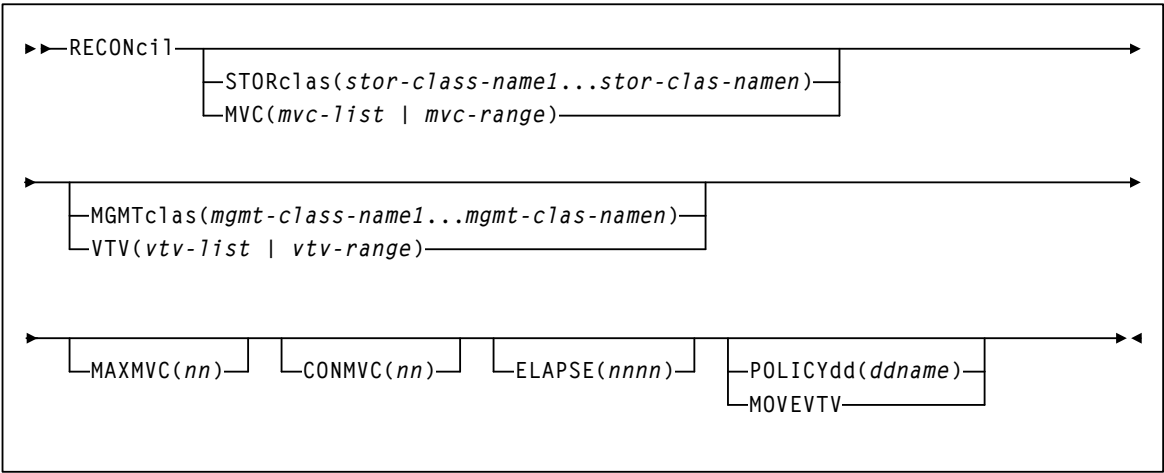 RECONcil
STORclas(stor-class-name1...stor-clas-namen)
MVC(mvc-list | mvc-range)
MGMTclas(mgmt-class-name1...mgmt-clas-namen)
VTV(vtv-list | vtv-range)
MAXMVC(nn) CONMVC(nn) ELAPSE(nnnn) POLICYdd(ddname)
MOVEVTV